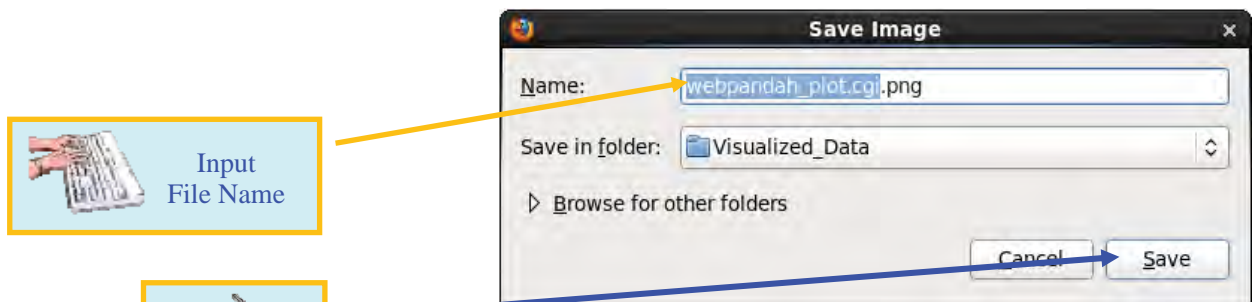 Save Image
Name: webpandah_plot.cgi.png
Input
File Name
Save in folder: Visualized_Data
Browse for other folders
Cancel Save